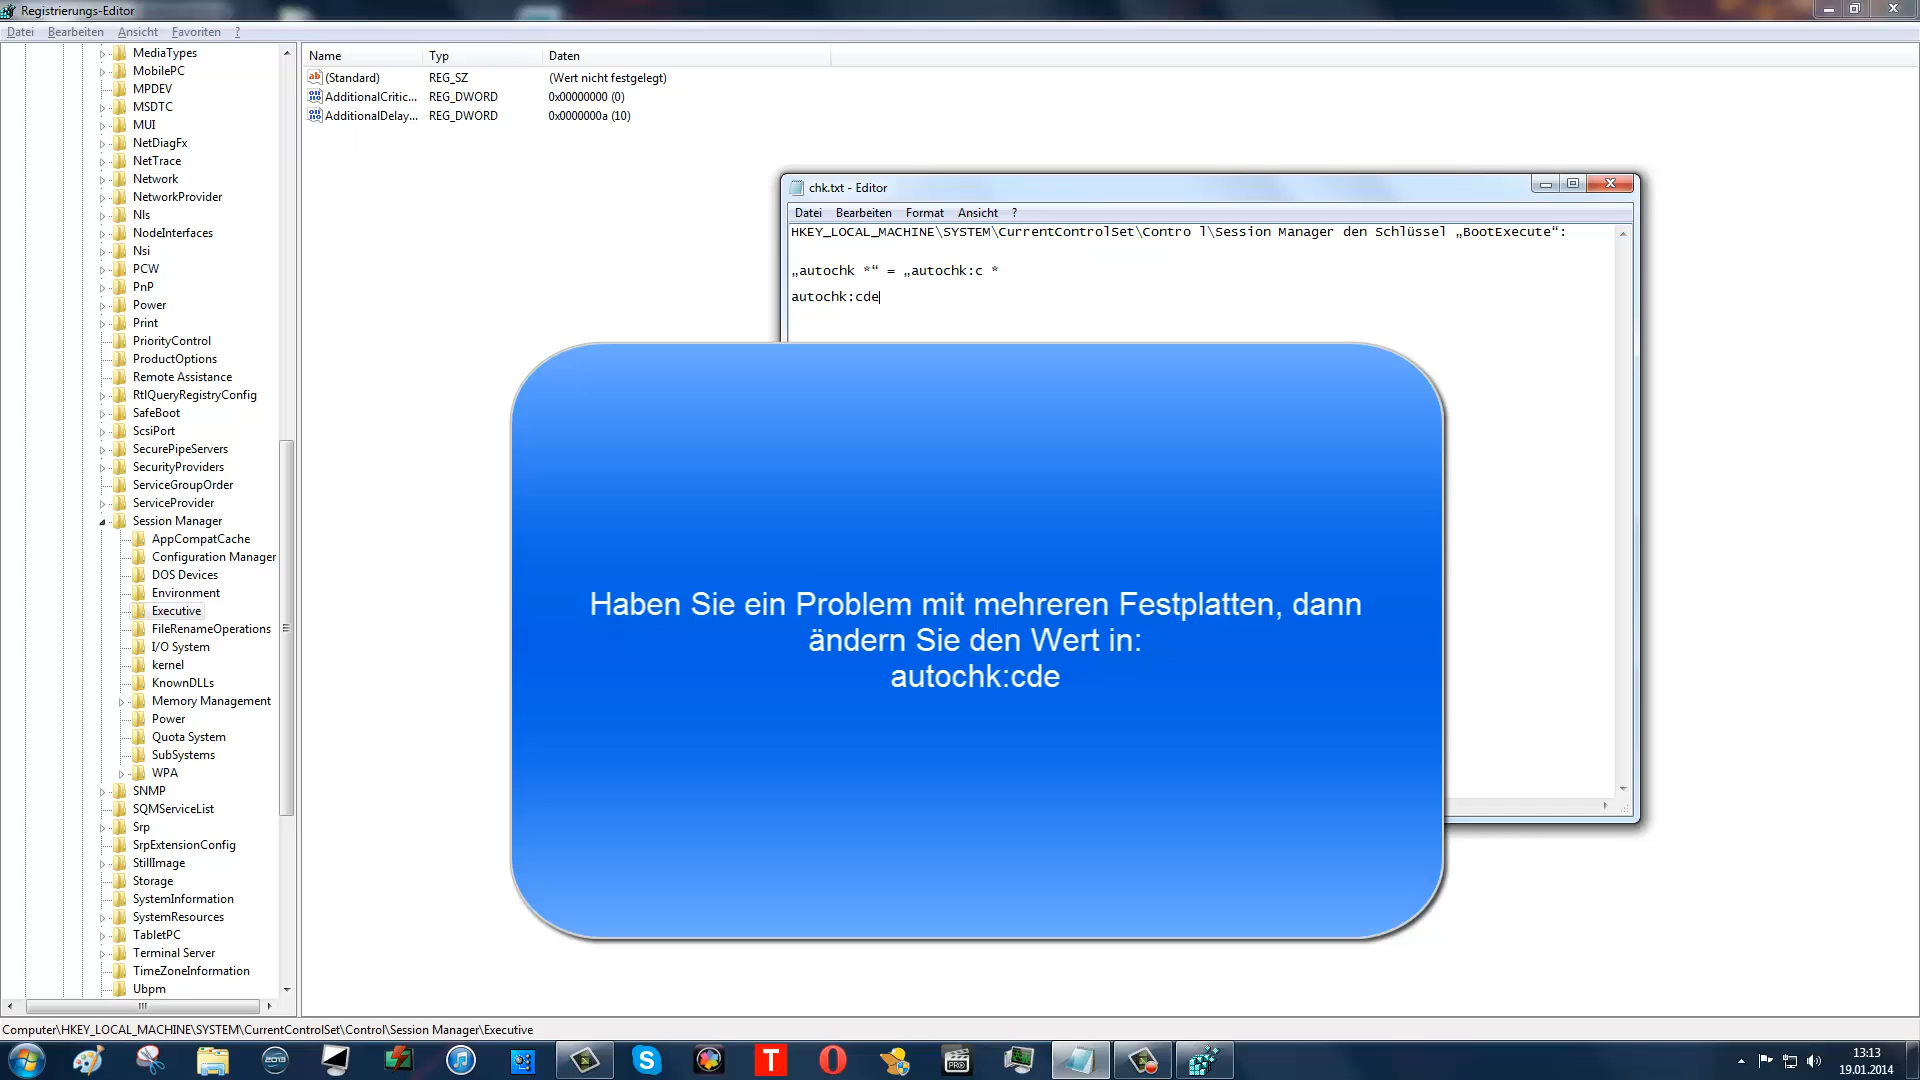 Registrierungs-Editor
Datei Bearbeiten Ansicht Favoriten ?
MediaTypes
MobilePC
MPDEV
MSDTC
MUI
NetDiagFx
NetTrace
Network
NetworkProvider
Nls
NodeInterfaces
Nsi
PCW
PnP
Power
Print
PriorityControl
ProductOptions
Remote Assistance
RtlQueryRegistryConfig
SafeBoot
ScsiPort
SecurePipeServers
SecurityProviders
ServiceGroupOrder
ServiceProvider
Session Manager
AppCompatCache
Configuration Manager
DOS Devices
Environment
Executive
FileRenameOperations
I/O System
kernel
KnownDLLs
Memory Management
Power
Quota System
SubSystems
WPA
SNMP
SQMServiceList
Srp
SrpExtensionConfig
StillImage
Storage
SystemInformation
SystemResources
TabletPC
Terminal Server
TimeZoneInformation
Ubpm
Name Typ Daten
(Standard) REG_SZ (Wert nicht festgelegt)
AdditionalCritic... REG_DWORD 0x00000000 (0)
AdditionalDelay... REG_DWORD 0x0000000a (10)
chk.txt - Editor
Datei Bearbeiten Format Ansicht ?
HKEY_LOCAL_MACHINE\SYSTEM\CurrentControlSet\Contro l\Session Manager den Schlüssel „BootExecute“:
„autochk *“ = „autochk:c *
autochk:cde
Haben Sie ein Problem mit mehreren Festplatten, dann
ändern Sie den Wert in:
autochk:cde
Computer\HKEY_LOCAL_MACHINE\SYSTEM\CurrentControlSet\Control\Session Manager\Executive
2013
S
T
PRO
13:13
19.01.2014